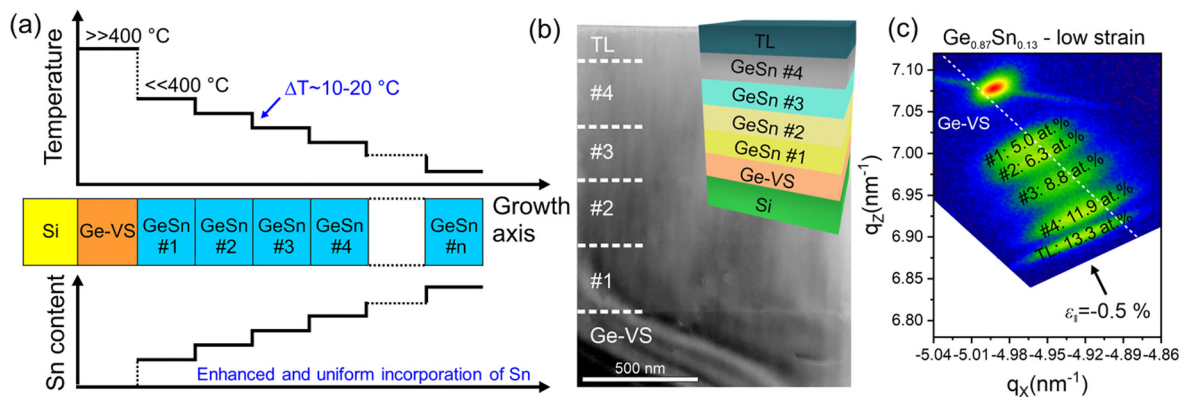 (a)
Temperature
>>400 °C
<<400 °C
ΔT~10-20 °C
Si
Ge-VS
GeSn
#1
GeSn
#2
GeSn
#3
GeSn
#4
GeSn
#n
Growth
axis
Sn content
Enhanced and uniform incorporation of Sn
(b)
TL
#4
#3
#2
#1
Ge-VS
500 nm
TL
GeSn #4
GeSn #3
GeSn #2
GeSn #1
Ge-VS
Si
(c)
Ge₀.₈₇Sn₀.₁₃ - low strain
qZ(nm⁻¹)
7.10
7.05
7.00
6.95
6.90
6.85
6.80
Ge-VS
#1: 5.0 at.%
#2: 6.3 at.%
#3: 8.8 at.%
#4: 11.9 at.%
TL: 13.3 at.%
ε||=-0.5 %
-5.04 -5.01 -4.98 -4.95 -4.92 -4.89 -4.86
qX(nm⁻¹)